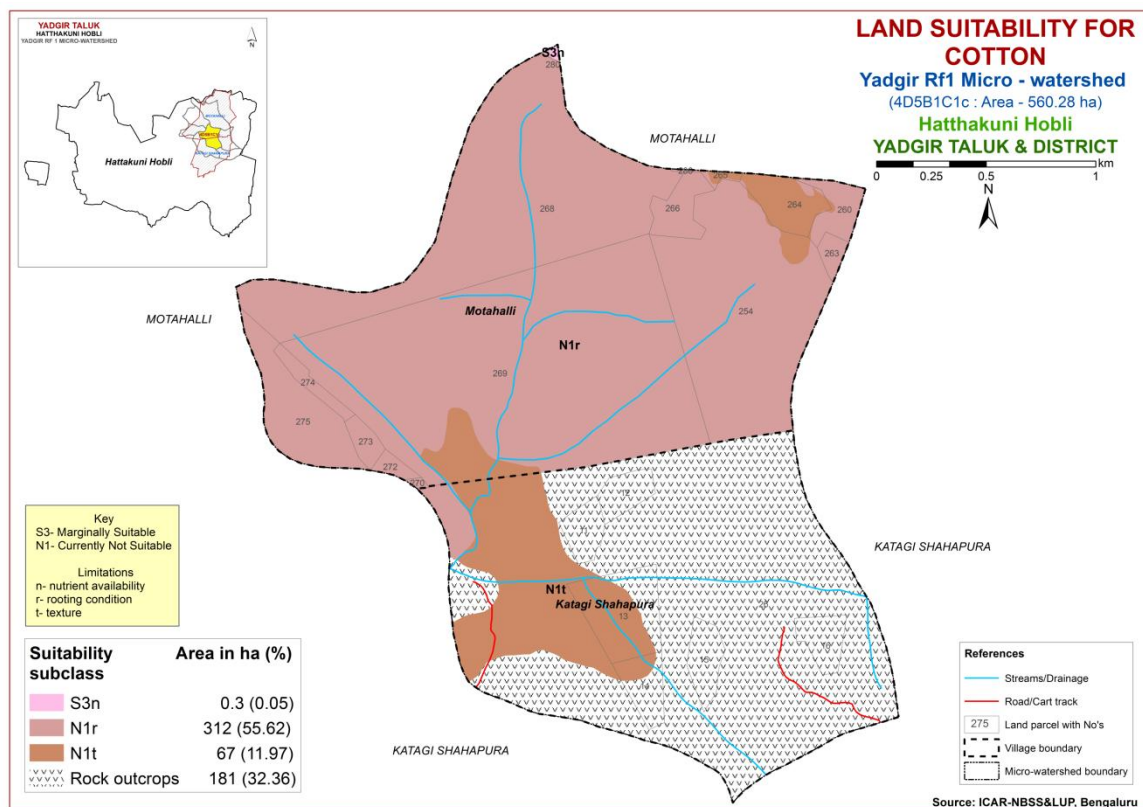 YADGIR TALUK
HATTHAKUNI HOBLI
YADGIR RF 1 MICRO-WATERSHED
N
Hattakuni Hobli
LAND SUITABILITY FOR
COTTON
Yadgir Rf1 Micro - watershed
(4D5B1C1c : Area - 560.28 ha)
Hatthakuni Hobli
YADGIR TALUK & DISTRICT
km
0 0.25 0.5 1
N
S3n
280
MOTAHALLI
268
266
264
260
263
254
MOTAHALLI
Motahalli
N1r
269
274
275
273
272
270
12
11
KATAGI SHAHAPURA
N1t
Katagi Shahapura
13
15
16
14
KATAGI SHAHAPURA
Key
S3- Marginally Suitable
N1- Currently Not Suitable
Limitations
n- nutrient availability
r- rooting condition
t- texture
Suitability subclass Area in ha (%)
S3n 0.3 (0.05)
N1r 312 (55.62)
N1t 67 (11.97)
Rock outcrops 181 (32.36)
References
Streams/Drainage
Road/Cart track
275 Land parcel with No's
Village boundary
Micro-watershed boundary
Source: ICAR-NBSS&LUP, Bengaluru